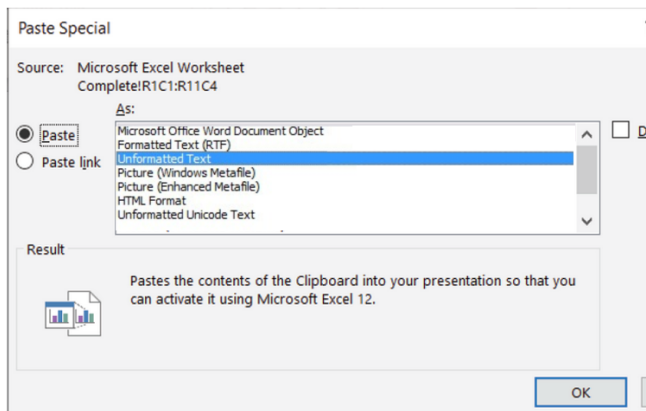 Paste Special
Source: Microsoft Excel Worksheet
Complete!R1C1:R11C4
As:
Paste
Paste link
Microsoft Office Word Document Object
Formatted Text (RTF)
Unformatted Text
Picture (Windows Metafile)
Picture (Enhanced Metafile)
HTML Format
Unformatted Unicode Text
D
Result
Pastes the contents of the Clipboard into your presentation so that you
can activate it using Microsoft Excel 12.
OK